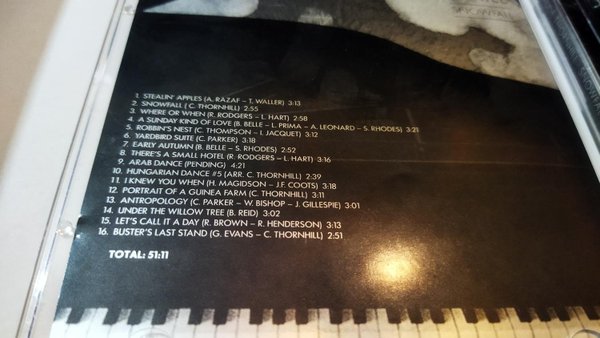 SNOWFALL
1. STEALIN' APPLES (A. RAZAF – T. WALLER) 3:13
2. SNOWFALL ( C. THORNHILL) 2:55
3. WHERE OR WHEN (R. RODGERS – L. HART) 2:58
4. A SUNDAY KIND OF LOVE (B. BELLE – L. PRIMA – A. LEONARD – S. RHODES) 3:21
5. ROBBIN'S NEST (C. THOMPSON – I. JACQUET) 3:12
6. YARDBIRD SUITE (C. PARKER) 3:18
7. EARLY AUTUMN (B. BELLE – S. RHODES) 2:52
8. THERE'S A SMALL HOTEL (R. RODGERS – L. HART) 3:16
9. ARAB DANCE (PENDING) 4:21
10. HUNGARIAN DANCE #5 (ARR. C. THORNHILL) 2:39
11. I KNEW YOU WHEN (H. MAGIDSON – J.F. COOTS) 3:18
12. PORTRAIT OF A GUINEA FARM (C. THORNHILL) 3:11
13. ANTROPOLOGY (C. PARKER – W. BISHOP – J. GILLESPIE) 3:01
14. UNDER THE WILLOW TREE (B. REID) 3:02
15. LET'S CALL IT A DAY (R. BROWN – R. HENDERSON) 3:13
16. BUSTER'S LAST STAND (G. EVANS – C. THORNHILL) 2:51
TOTAL: 51:11